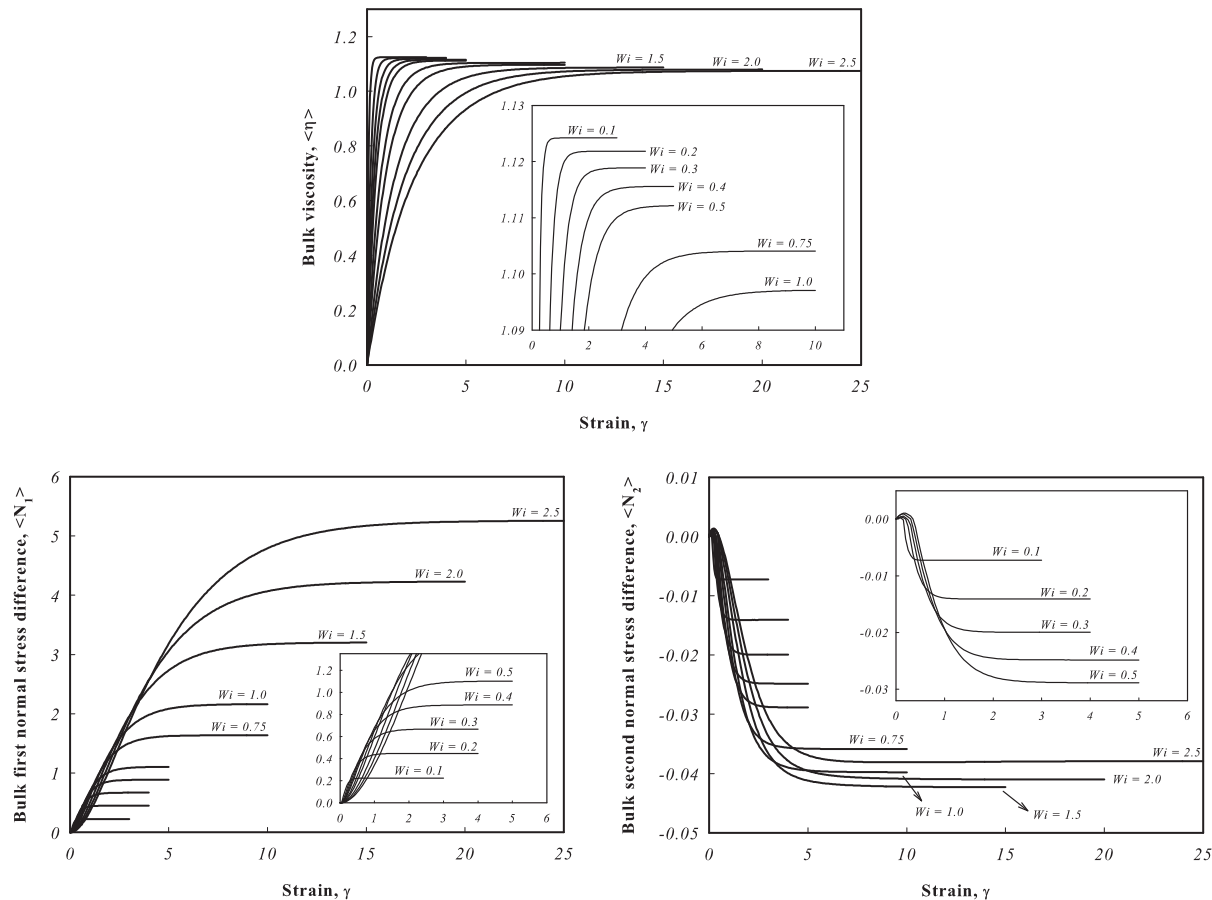 1.2
1.0
0.8
0.6
0.4
0.2
0.0
Bulk viscosity, <η>
Wi = 1.5 Wi = 2.0 Wi = 2.5
1.13
1.12
1.11
1.10
1.09
Wi = 0.1
Wi = 0.2
Wi = 0.3
Wi = 0.4
Wi = 0.5
Wi = 0.75
Wi = 1.0
0 2 4 6 8 10
0 5 10 15 20 25
Strain, γ
6
5
4
3
2
1
0
Bulk first normal stress difference, <N₁>
Wi = 2.5
Wi = 2.0
Wi = 1.5
Wi = 1.0
Wi = 0.75
1.2
1.0
0.8
0.6
0.4
0.2
0.0
Wi = 0.5
Wi = 0.4
Wi = 0.3
Wi = 0.2
Wi = 0.1
0 1 2 3 4 5 6
0 5 10 15 20 25
Strain, γ
0.01
0.00
-0.01
-0.02
-0.03
-0.04
-0.05
Bulk second normal stress difference, <N₂>
0.00
-0.01
-0.02
-0.03
Wi = 0.1
Wi = 0.2
Wi = 0.3
Wi = 0.4
Wi = 0.5
0 1 2 3 4 5 6
Wi = 0.75
Wi = 2.5
Wi = 2.0
Wi = 1.0
Wi = 1.5
0 5 10 15 20 25
Strain, γ